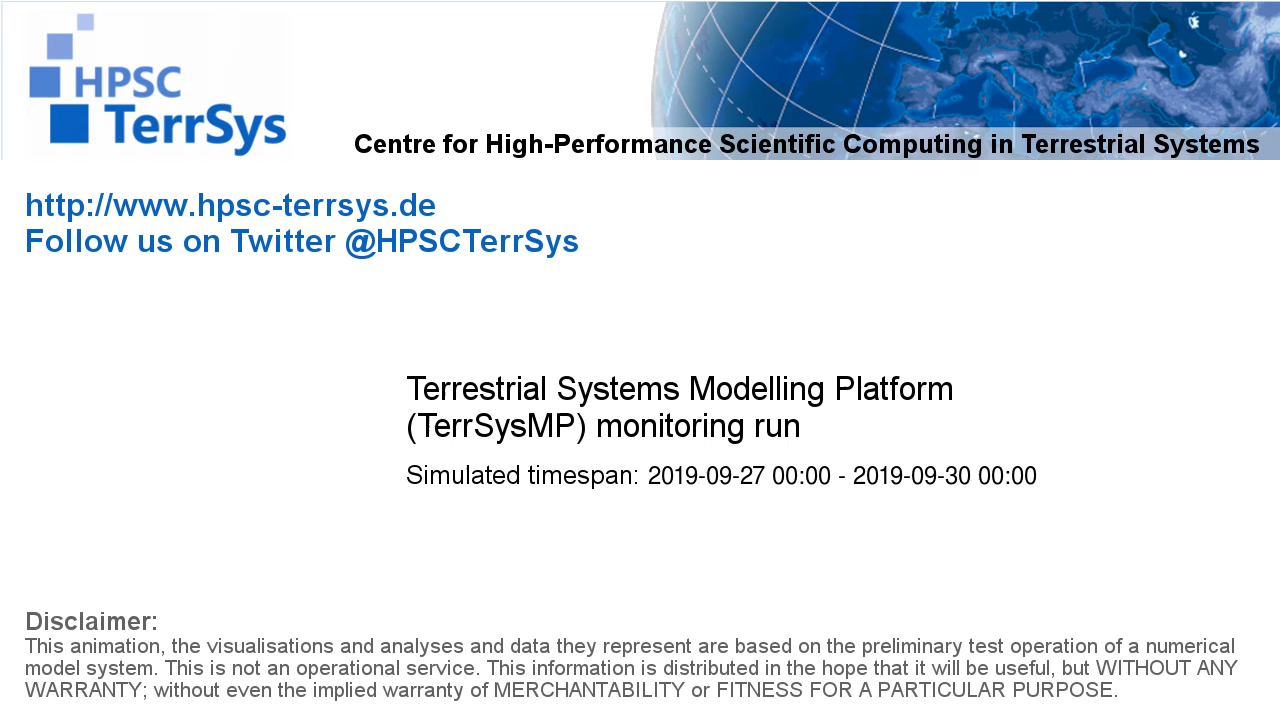 HPSC
TerrSys
Centre for High-Performance Scientific Computing in Terrestrial Systems
http://www.hpsc-terrsys.de
Follow us on Twitter @HPSCTerrSys
Terrestrial Systems Modelling Platform
(TerrSysMP) monitoring run
Simulated timespan: 2019-09-27 00:00 - 2019-09-30 00:00
Disclaimer:
This animation, the visualisations and analyses and data they represent are based on the preliminary test operation of a numerical
model system. This is not an operational service. This information is distributed in the hope that it will be useful, but WITHOUT ANY
WARRANTY; without even the implied warranty of MERCHANTABILITY or FITNESS FOR A PARTICULAR PURPOSE.